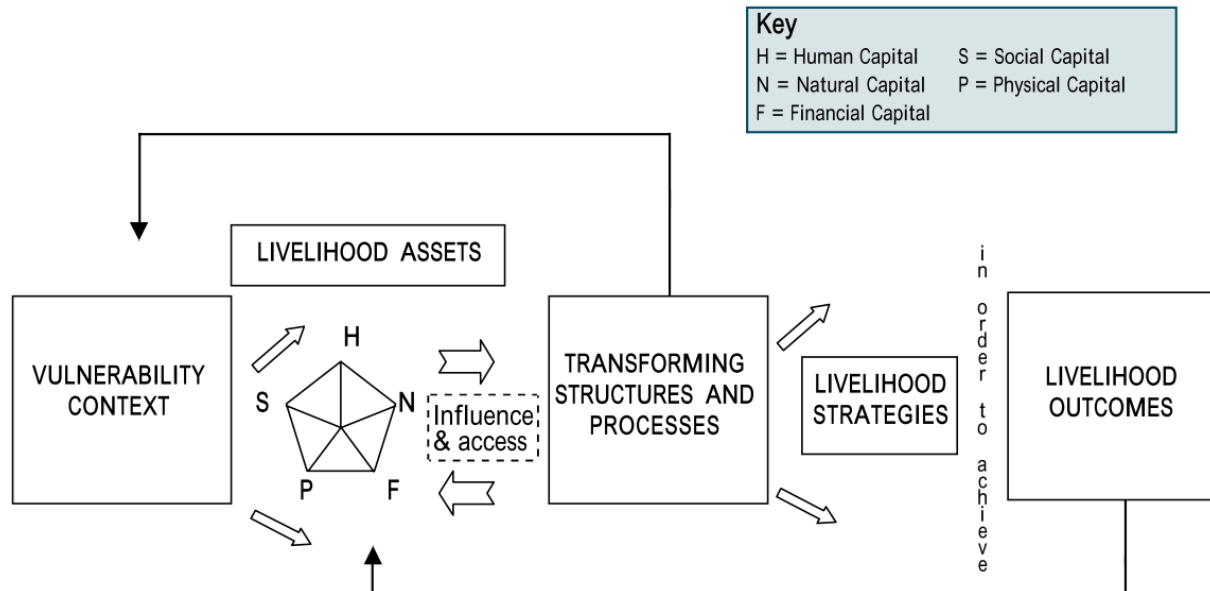 Key
H = Human Capital S = Social Capital
N = Natural Capital P = Physical Capital
F = Financial Capital
LIVELIHOOD ASSETS
VULNERABILITY
CONTEXT
H
S
N
P
F
Influence
& access
TRANSFORMING
STRUCTURES AND
PROCESSES
LIVELIHOOD
STRATEGIES
in order to achieve
LIVELIHOOD
OUTCOMES